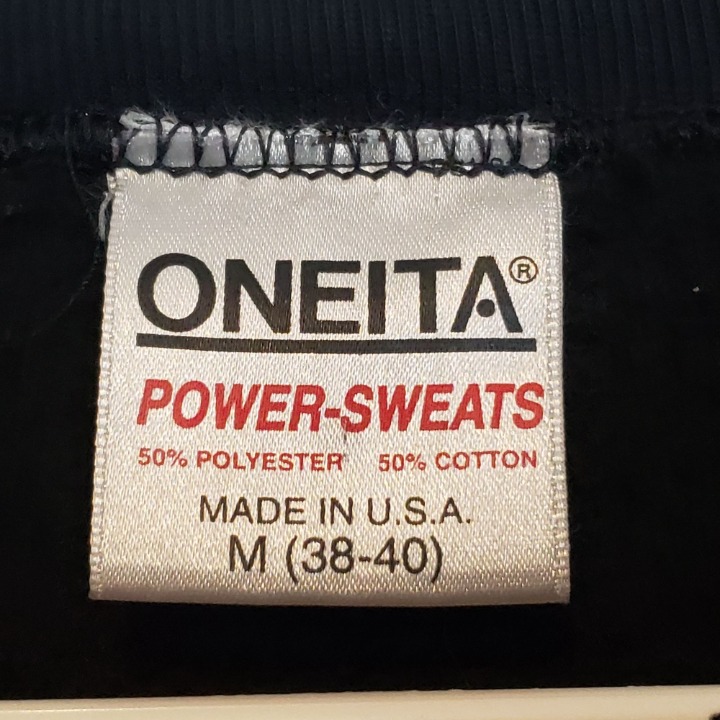 ONEITA®
POWER-SWEATS
50% POLYESTER 50% COTTON
MADE IN U.S.A.
M (38-40)